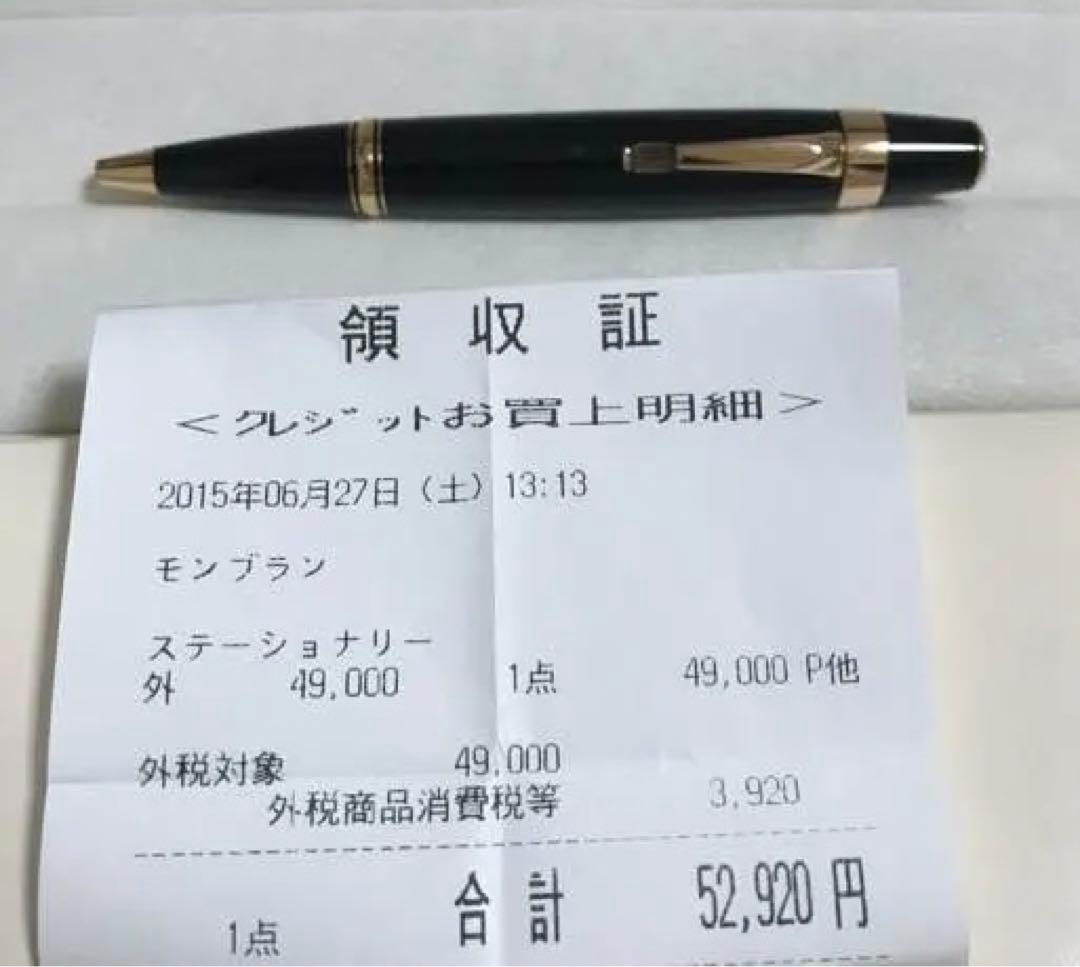 領収証
＜クレジットお買上明細＞
2015年06月27日（土） 13:13
モンブラン
ステーショナリー
外 49,000 1点 49,000 P他
外税対象 49,000
外税商品消費税等 3,920
1点 合計 52,920円